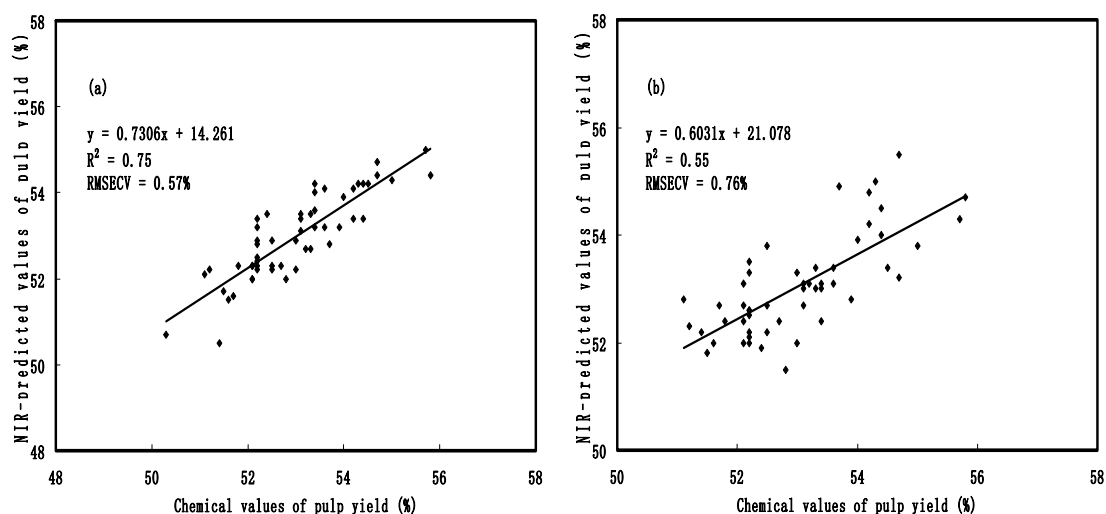 NIR-predicted values of pulp yield (%)
58
56
54
52
50
48
(a)
y = 0.7306x + 14.261
R² = 0.75
RMSECV = 0.57%
48 50 52 54 56 58
Chemical values of pulp yield (%)
NIR-predicted values of pulp yield (%)
58
56
54
52
50
(b)
y = 0.6031x + 21.078
R² = 0.55
RMSECV = 0.76%
50 52 54 56 58
Chemical values of pulp yield (%)